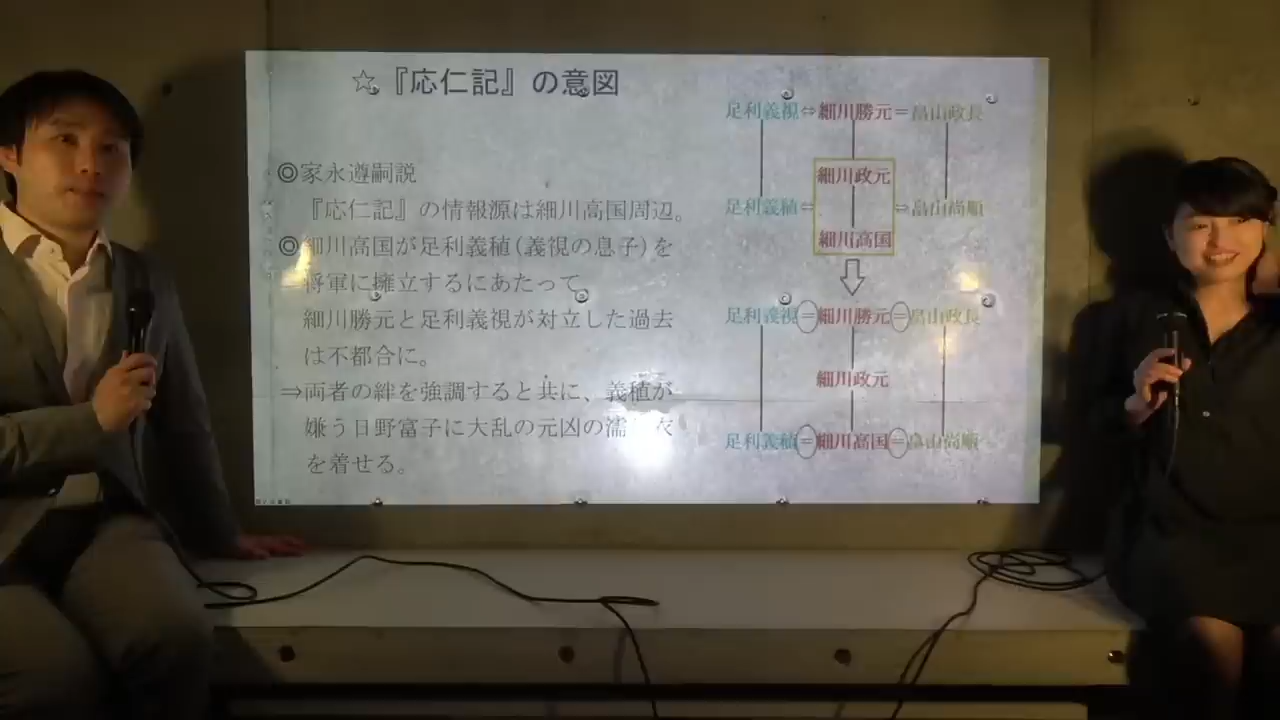 ☆『応仁記』の意図
◎家永遵嗣説
『応仁記』の情報源は細川高国周辺。
◎細川高国が足利義稙(義視の息子)を
将軍に擁立するにあたって、
細川勝元と足利義視が対立した過去
は不都合に。
⇒両者の絆を強調すると共に、義稙が
嫌う日野富子に大乱の元凶の濡れ衣
を着せる。
足利義視⇔細川勝元＝畠山政長
細川政元
足利義稙⇔ ⇔畠山尚順
細川高国
足利義視＝細川勝元＝畠山政長
細川政元
足利義稙＝細川高国＝畠山尚順